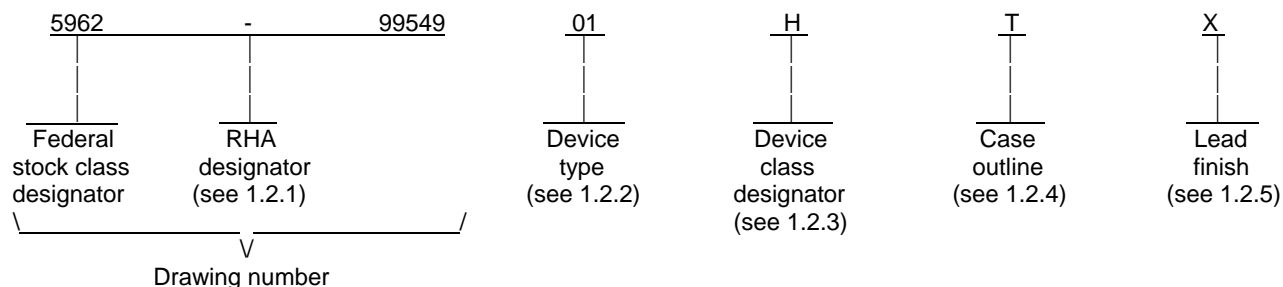 5962 - 99549 01 H T X
Federal RHA Device Device Case Lead
stock class designator type class outline finish
designator (see 1.2.1) (see 1.2.2) designator (see 1.2.4) (see 1.2.5)
(see 1.2.3)
Drawing number